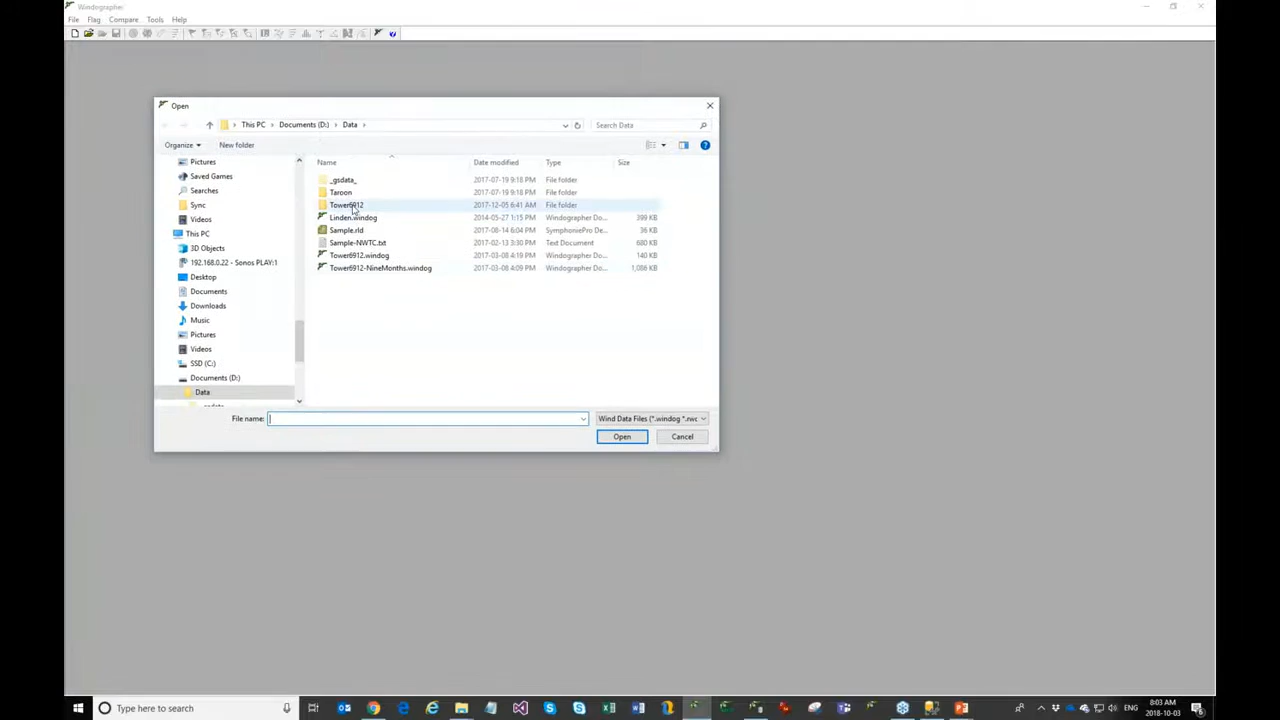 Windographer
File Flag Compare Tools Help
Open
This PC Documents (D:) Data
Search Data
Organize New folder
Name Date modified Type Size
Pictures
Saved Games
Searches
Sync
Videos
This PC
3D Objects
192.168.0.22 - Sonos PLAY:1
Desktop
Documents
Downloads
Music
Pictures
Videos
SSD (C:)
Documents (D:)
Data
_gsdata_
_gsdata_ 2017-07-19 9:18 PM File folder
Taroon 2017-07-19 9:18 PM File folder
Tower6912 2017-12-05 6:41 AM File folder
Linden.windog 2014-05-27 1:15 PM Windographer Do... 399 KB
Sample.rld 2017-08-14 6:04 PM SymphoniePro De... 36 KB
Sample-NWTC.txt 2017-02-13 3:30 PM Text Document 680 KB
Tower6912.windog 2017-03-08 4:19 PM Windographer Do... 140 KB
Tower6912-NineMonths.windog 2017-03-08 4:09 PM Windographer Do... 1,086 KB
File name: Wind Data Files (*.windog *.rwc
Open Cancel
Type here to search
ENG 8:03 AM
2018-10-03